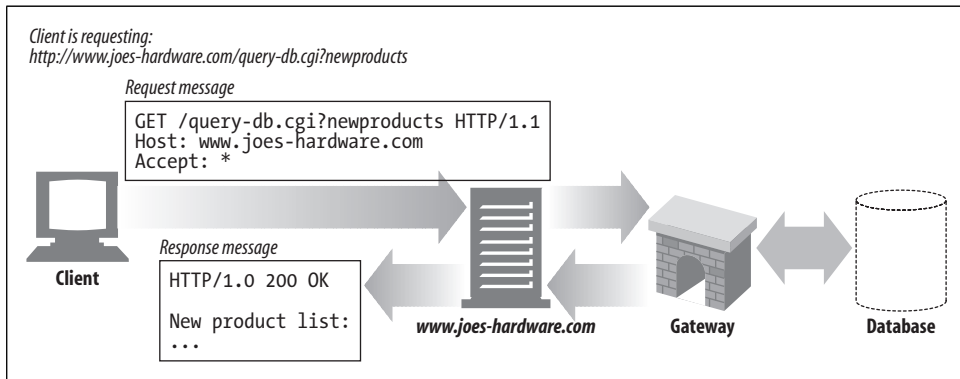 Client is requesting:
http://www.joes-hardware.com/query-db.cgi?newproducts
Request message
GET /query-db.cgi?newproducts HTTP/1.1
Host: www.joes-hardware.com
Accept: *
Response message
HTTP/1.0 200 OK
New product list:
...
Client
www.joes-hardware.com
Gateway
Database